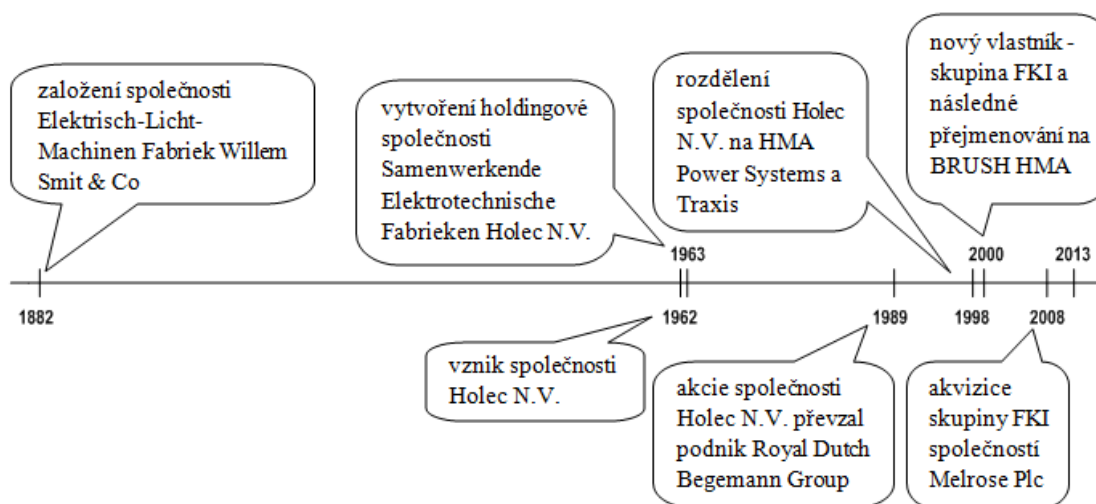 založení společnosti
Elektrisch-Licht-
Machinen Fabriek Willem
Smit & Co
vytvoření holdingové
společnosti
Samenwerkende
Elektrotechnische
Fabrieken Holec N.V.
rozdělení
společnosti Holec
N.V. na HMA
Power Systems a
Traxis
nový vlastník -
skupina FKI a
následné
přejmenování na
BRUSH HMA
1963
2000
2013
1882
1962
1989
1998
2008
vznik společnosti
Holec N.V.
akcie společnosti
Holec N.V. převzal
podnik Royal Dutch
Begemann Group
akvizice
skupiny FKI
společností
Melrose Plc